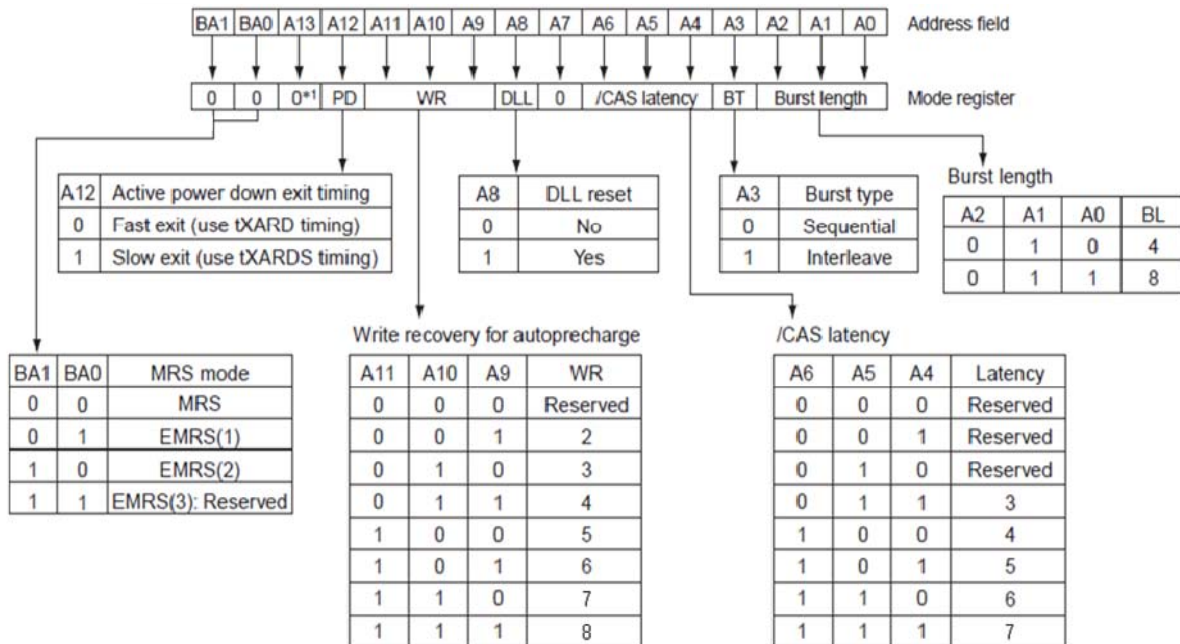 BA1 BA0 A13 A12 A11 A10 A9 A8 A7 A6 A5 A4 A3 A2 A1 A0 Address field
0 0 0*1 PD WR DLL 0 /CAS latency BT Burst length Mode register
A12 Active power down exit timing
0 Fast exit (use tXARD timing)
1 Slow exit (use tXARDS timing)
A8 DLL reset
0 No
1 Yes
A3 Burst type
0 Sequential
1 Interleave
Burst length
A2 A1 A0 BL
0 1 0 4
0 1 1 8
BA1 BA0 MRS mode
0 0 MRS
0 1 EMRS(1)
1 0 EMRS(2)
1 1 EMRS(3): Reserved
Write recovery for autoprecharge
A11 A10 A9 WR
0 0 0 Reserved
0 0 1 2
0 1 0 3
0 1 1 4
1 0 0 5
1 0 1 6
1 1 0 7
1 1 1 8
/CAS latency
A6 A5 A4 Latency
0 0 0 Reserved
0 0 1 Reserved
0 1 0 Reserved
0 1 1 3
1 0 0 4
1 0 1 5
1 1 0 6
1 1 1 7